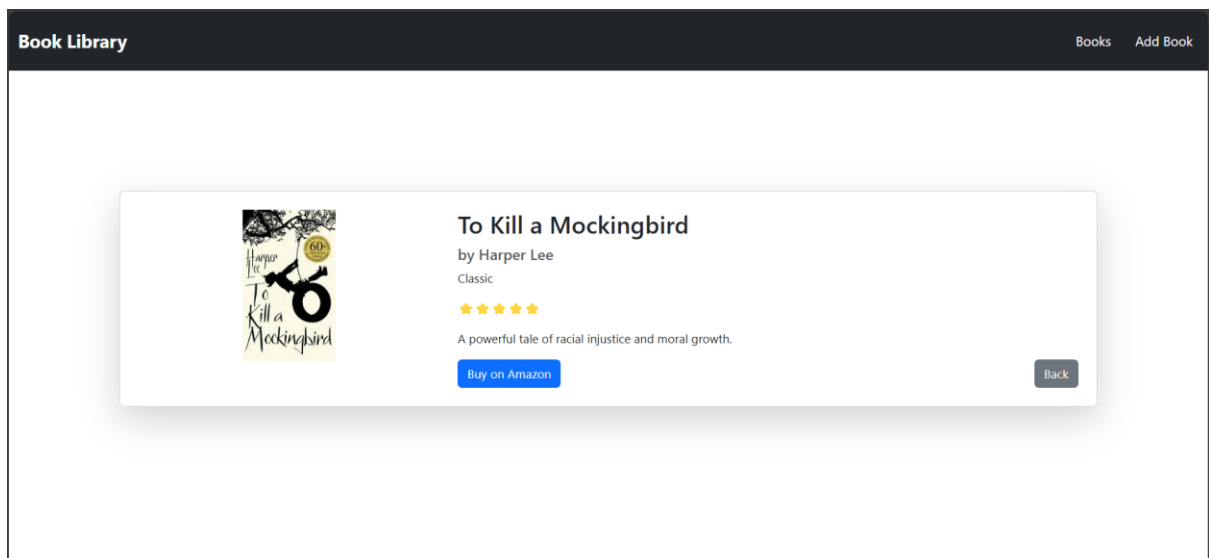 Book Library
Books Add Book
Harper
Lee
60
To
Kill a
Mockingbird
To Kill a Mockingbird
by Harper Lee
Classic
A powerful tale of racial injustice and moral growth.
Buy on Amazon
Back